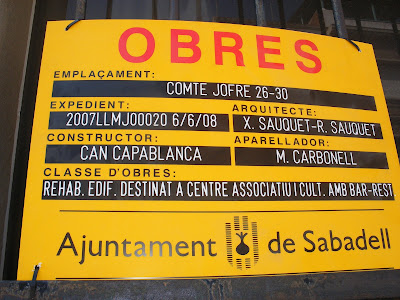 OBRES
EMPLAÇAMENT:
COMTE JOFRE 26-30
EXPEDIENT:
2007LLMJ00020 6/6/08
ARQUITECTE:
X. SAUQUET-R. SAUQUET
CONSTRUCTOR:
CAN CAPABLANCA
APARELLADOR:
M. CARBONELL
CLASSE D'OBRES:
REHAB. EDIF. DESTINAT A CENTRE ASSOCIATIU I CULT. AMB BAR-REST
Ajuntament de Sabadell